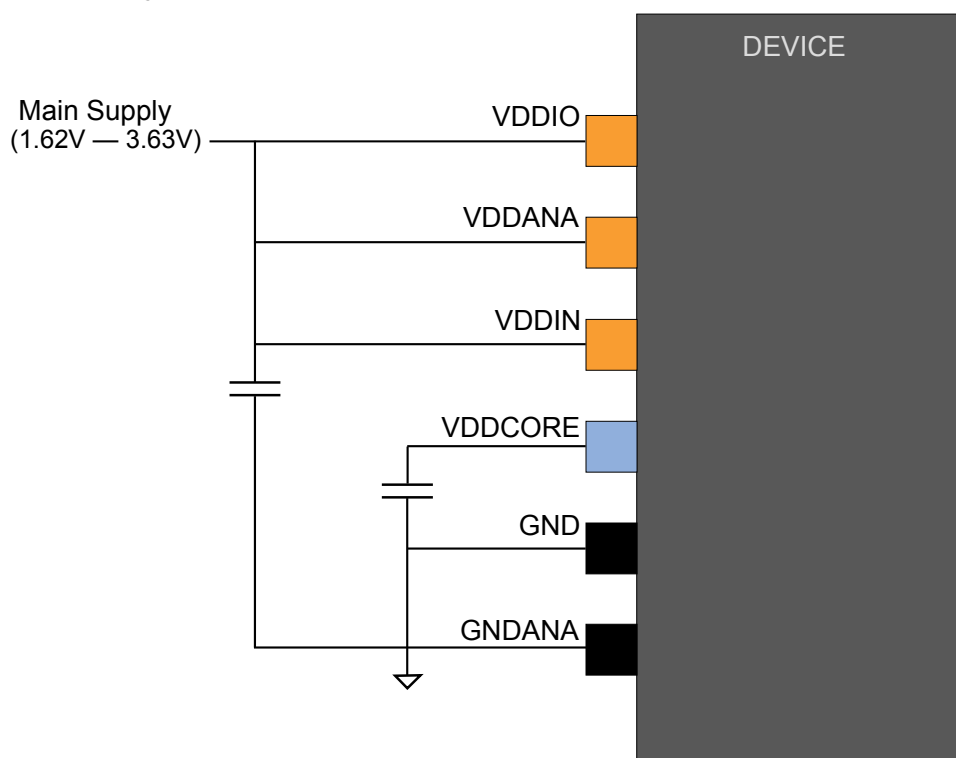 DEVICE
VDDIO
Main Supply
(1.62V — 3.63V)
VDDANA
VDDIN
VDDCORE
GND
GNDANA